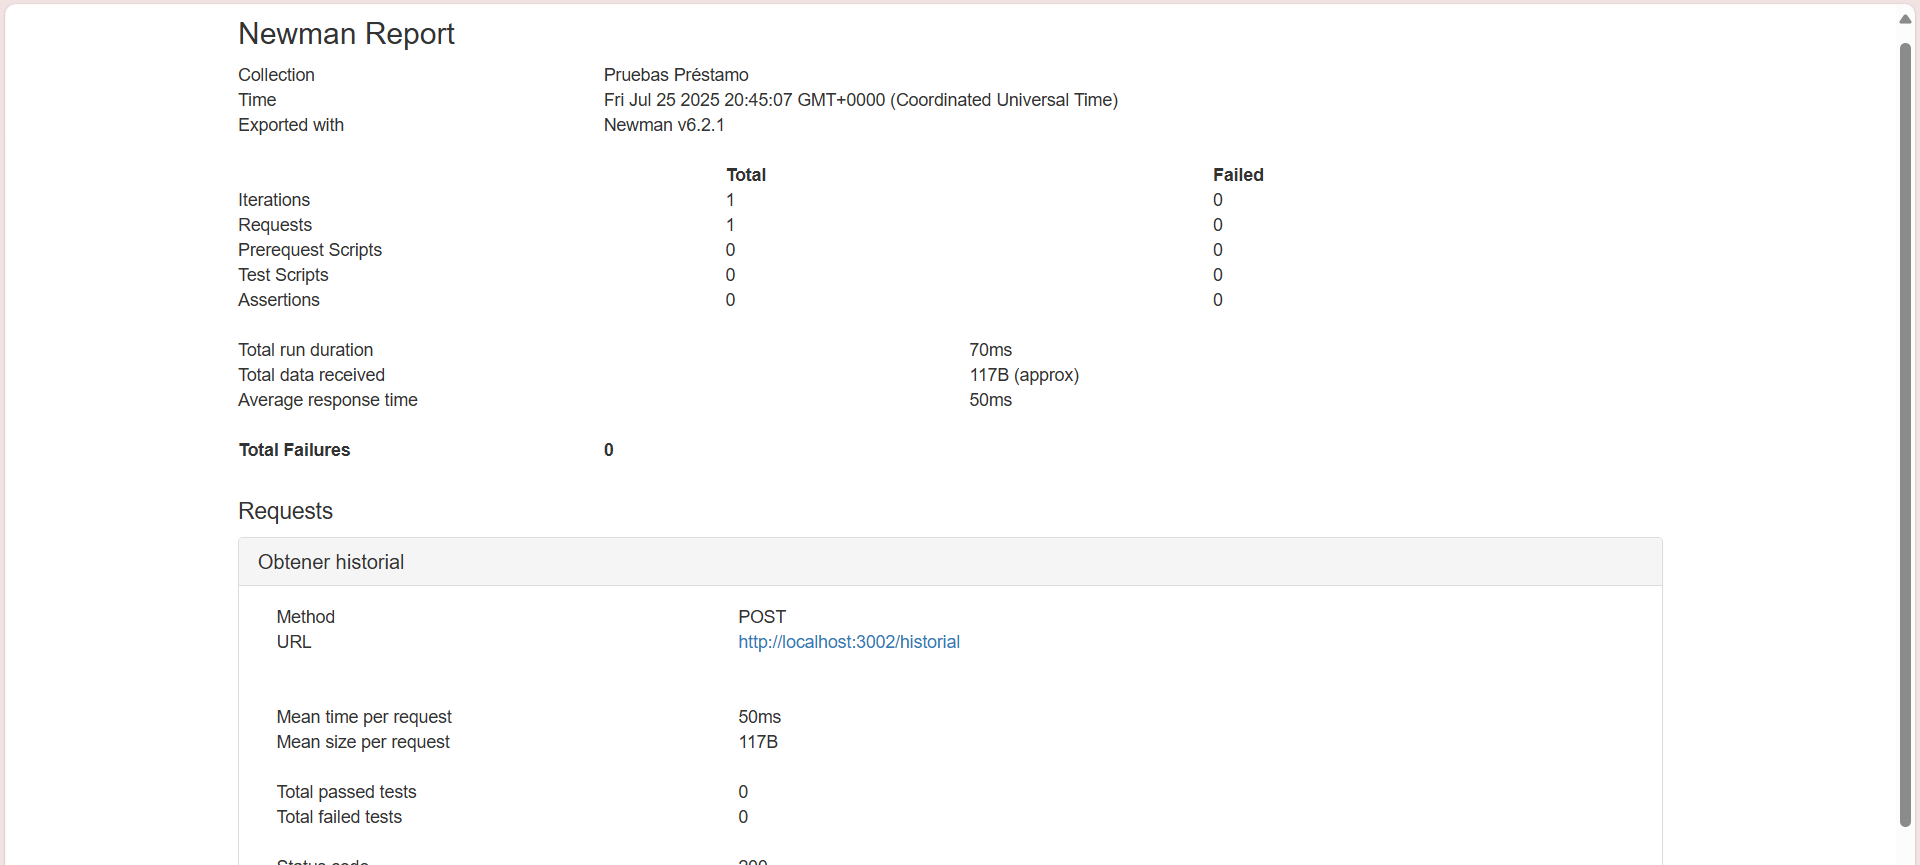 Newman Report
Collection Pruebas Préstamo
Time Fri Jul 25 2025 20:45:07 GMT+0000 (Coordinated Universal Time)
Exported with Newman v6.2.1
Total Failed
Iterations 1 0
Requests 1 0
Prerequest Scripts 0 0
Test Scripts 0 0
Assertions 0 0
Total run duration 70ms
Total data received 117B (approx)
Average response time 50ms
Total Failures 0
Requests
Obtener historial
Method POST
URL http://localhost:3002/historial
Mean time per request 50ms
Mean size per request 117B
Total passed tests 0
Total failed tests 0
Status code